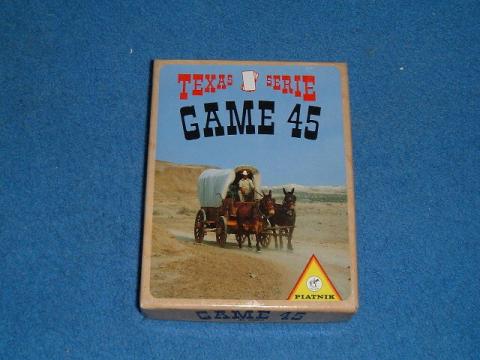 TEXAS SERIE
GAME 45
PIATNIK
GAME 45